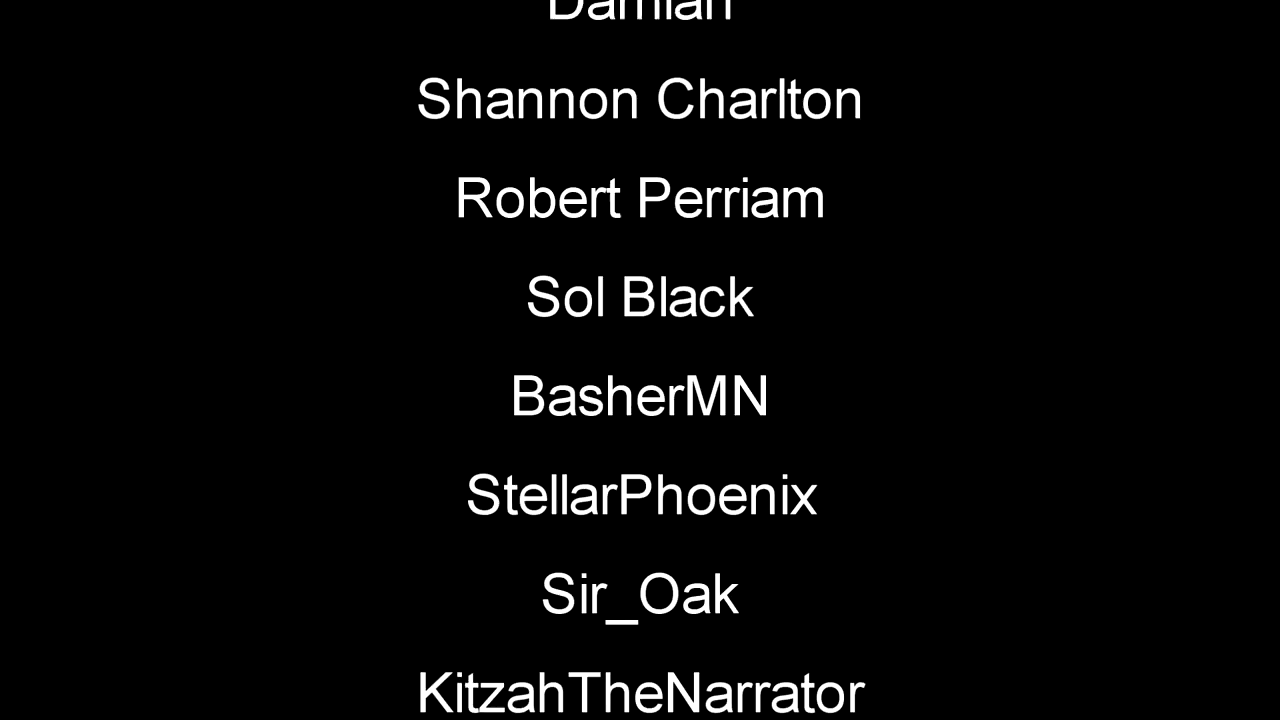 Damian
Shannon Charlton
Robert Perriam
Sol Black
BasherMN
StellarPhoenix
Sir_Oak
KitzahTheNarrator